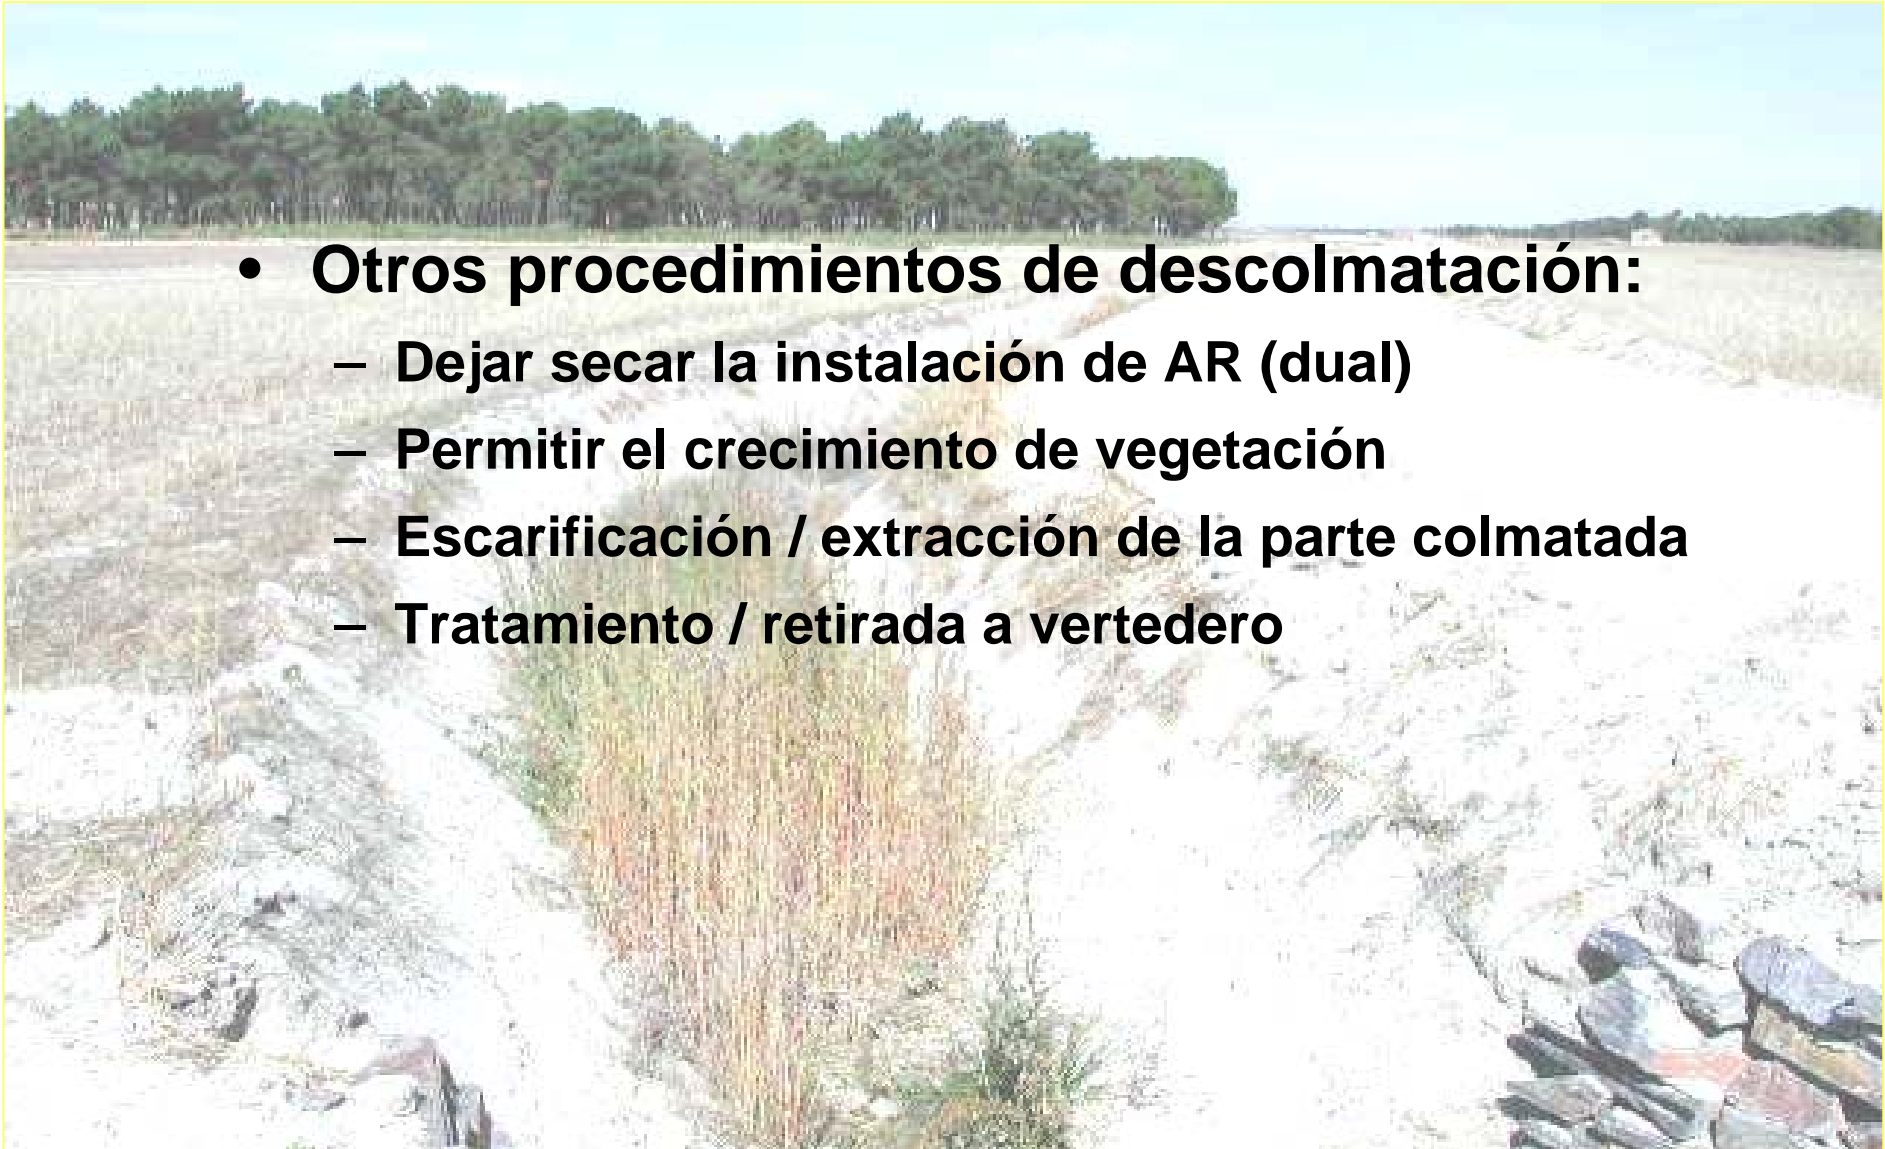 • Otros procedimientos de descolmatación:
– Dejar secar la instalación de AR (dual)
– Permitir el crecimiento de vegetación
– Escarificación / extracción de la parte colmatada
– Tratamiento / retirada a vertedero